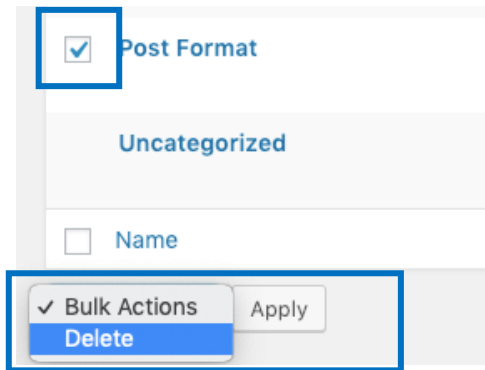 Post Format
Uncategorized
Name
Bulk Actions Apply
Delete